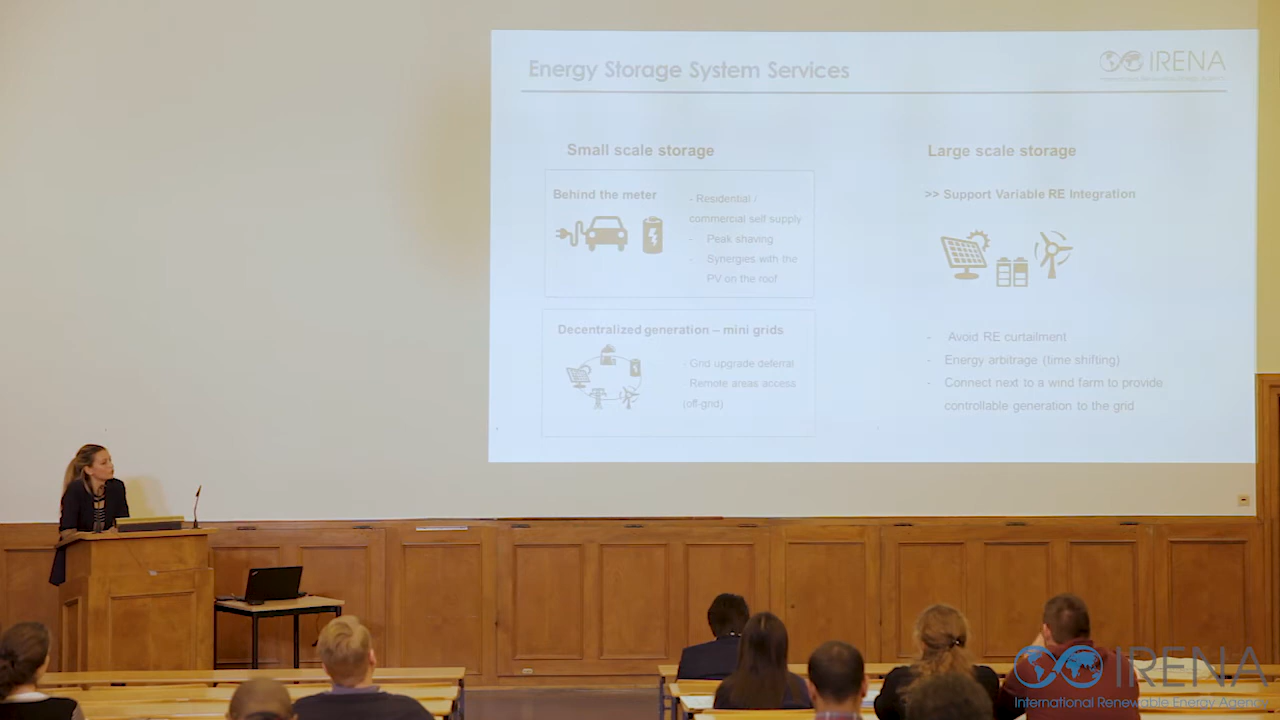 Energy Storage System Services
IRENA
Small scale storage
Behind the meter
- Residential /
commercial self supply
- Peak shaving
- Synergies with the
PV on the roof
Decentralized generation – mini grids
Grid upgrade deferral
Remote areas access
(off-grid)
Large scale storage
>> Support Variable RE Integration
- Avoid RE curtailment
- Energy arbitrage (time shifting)
- Connect next to a wind farm to provide
controllable generation to the grid
IRENA
International Renewable Energy Agency